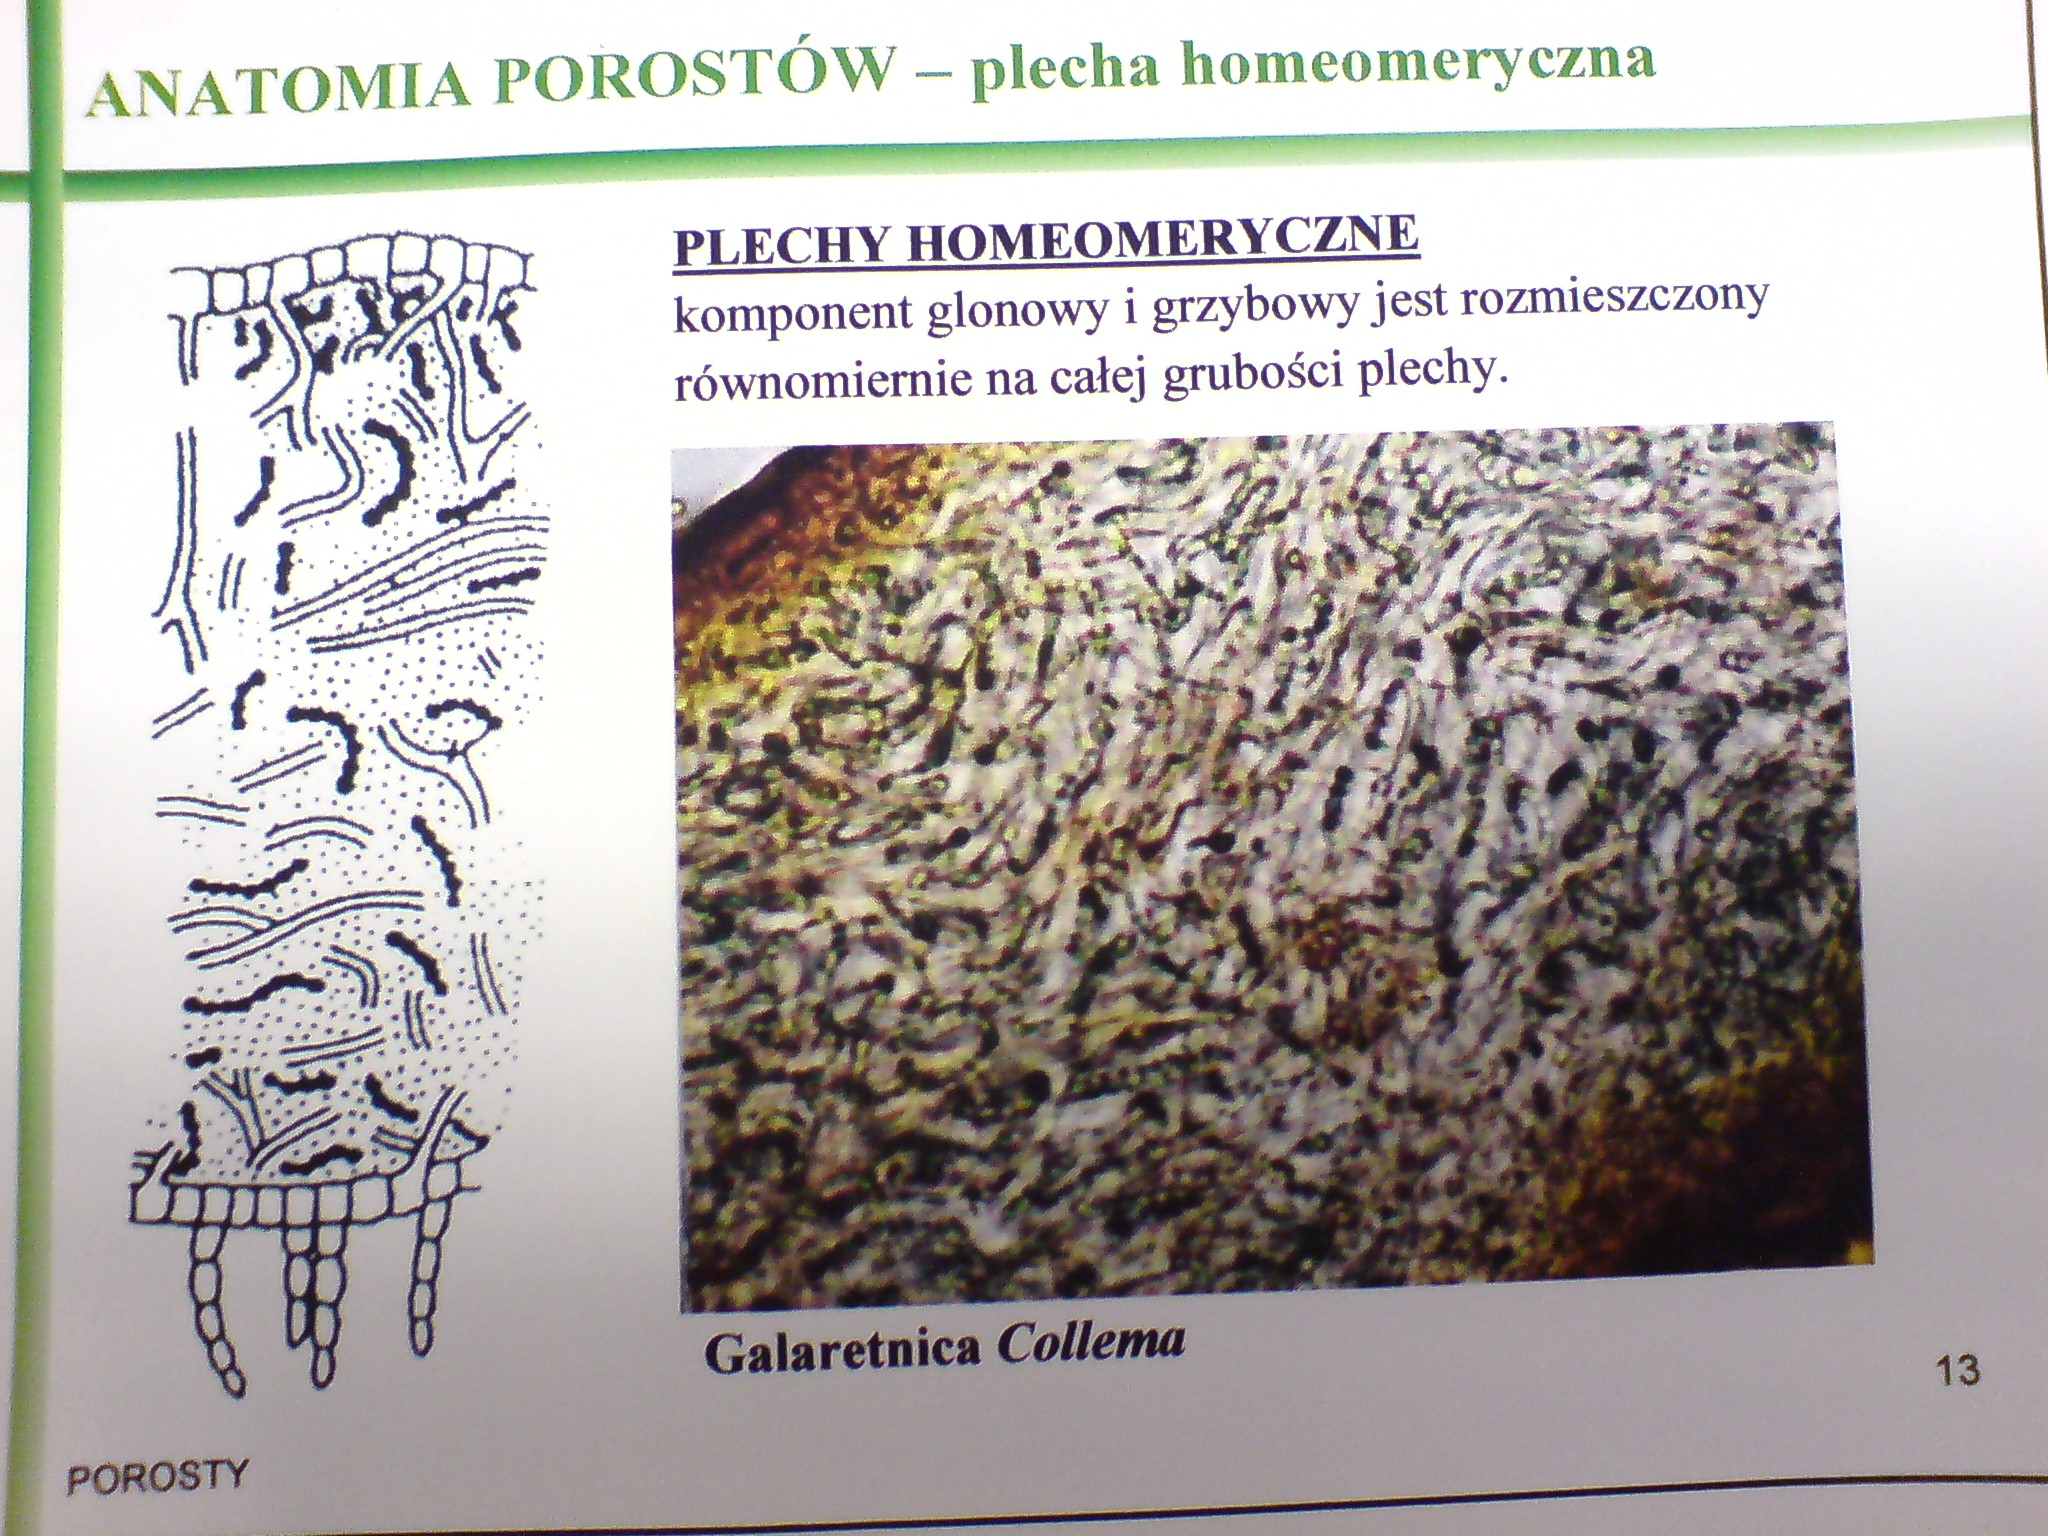 ANATOMIA POROSTÓW – plecha homeomeryczna
PLECHY HOMEOMERYCZNE
komponent glonowy i grzybowy jest rozmieszczony
równomiernie na całej grubości plechy.
Galaretnica Collema
13
POROSTY